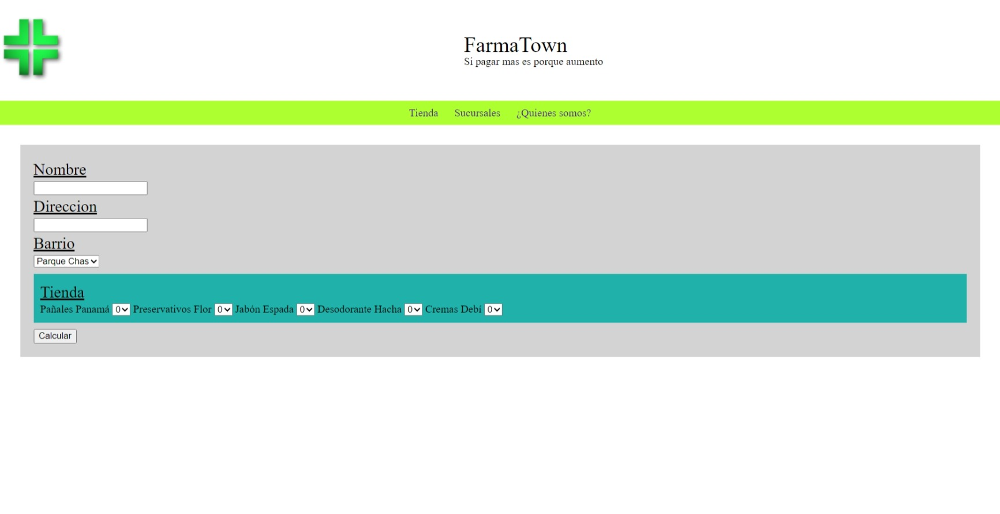 FarmaTown
Si pagar mas es porque aumento
Tienda Sucursales ¿Quienes somos?
Nombre
Direccion
Barrio
Parque Chas
Tienda
Pañales Panamá 0 Preservativos Flor 0 Jabón Espada 0 Desodorante Hacha 0 Cremas Debí 0
Calcular